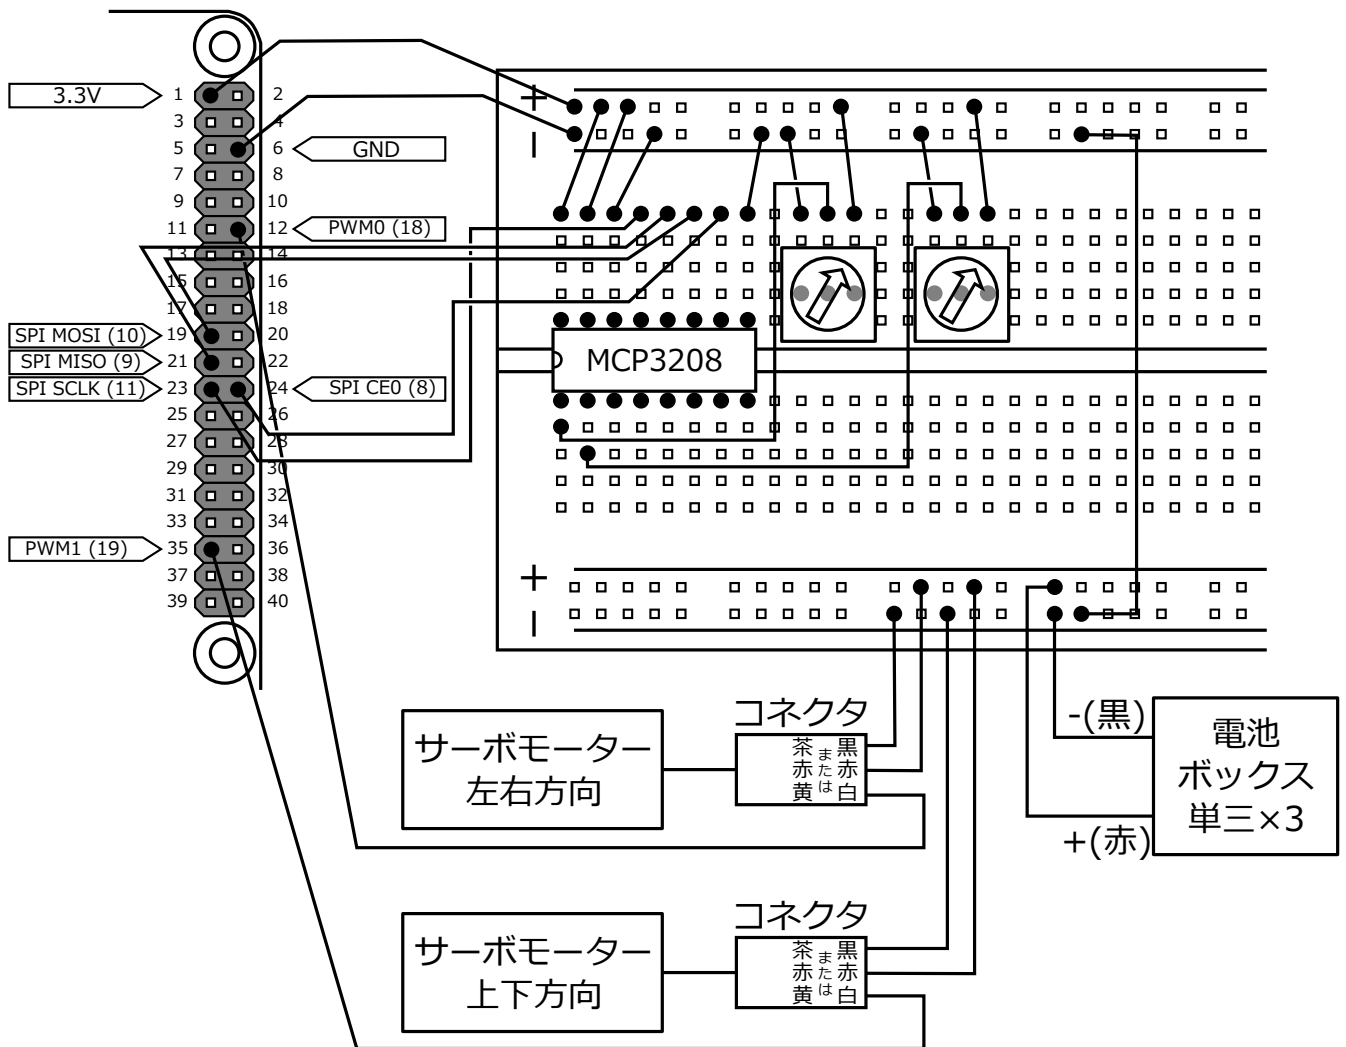 3.3V
1 2
3 4
5 6
GND
7 8
9 10
11 12
PWM0 (18)
13 14
15 16
17 18
SPI MOSI (10)
19 20
SPI MISO (9)
21 22
SPI SCLK (11)
23 24
SPI CE0 (8)
25 26
27 28
29 30
31 32
33 34
PWM1 (19)
35 36
37 38
39 40
+
−
MCP3208
+
−
サーボモーター
左右方向
コネクタ
茶 黒
赤 赤
黄 白
または
-(黒)
+(赤)
電池
ボックス
単三×3
サーボモーター
上下方向
コネクタ
茶 黒
赤 赤
黄 白
または